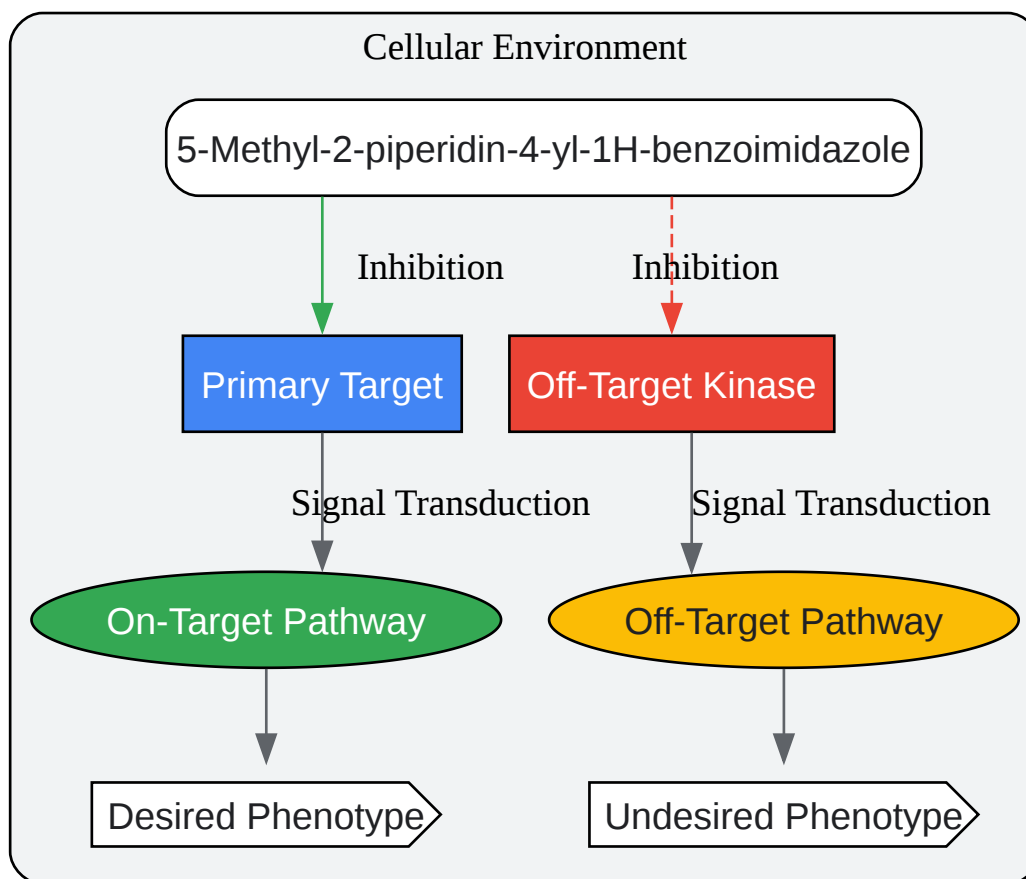 Cellular Environment
5-Methyl-2-piperidin-4-yl-1H-benzoimidazole
Inhibition
Inhibition
Primary Target
Off-Target Kinase
Signal Transduction
Signal Transduction
On-Target Pathway
Off-Target Pathway
Desired Phenotype
Undesired Phenotype